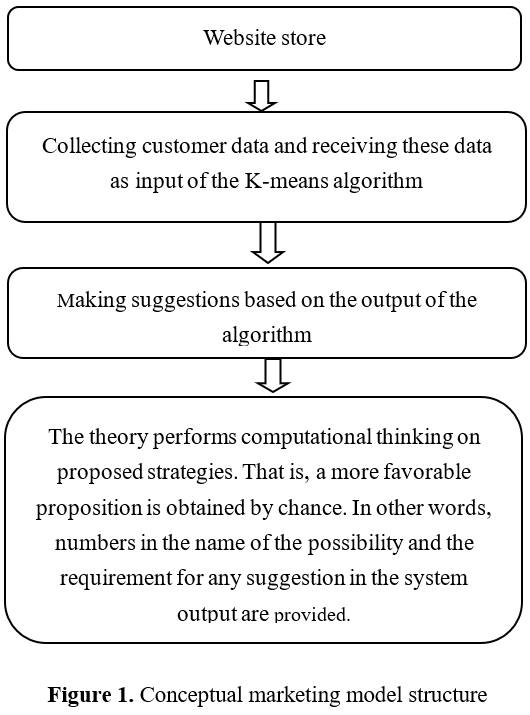 Website store
Collecting customer data and receiving these data
as input of the K-means algorithm
Making suggestions based on the output of the
algorithm
The theory performs computational thinking on
proposed strategies. That is, a more favorable
proposition is obtained by chance. In other words,
numbers in the name of the possibility and the
requirement for any suggestion in the system
output are provided.
Figure 1. Conceptual marketing model structure